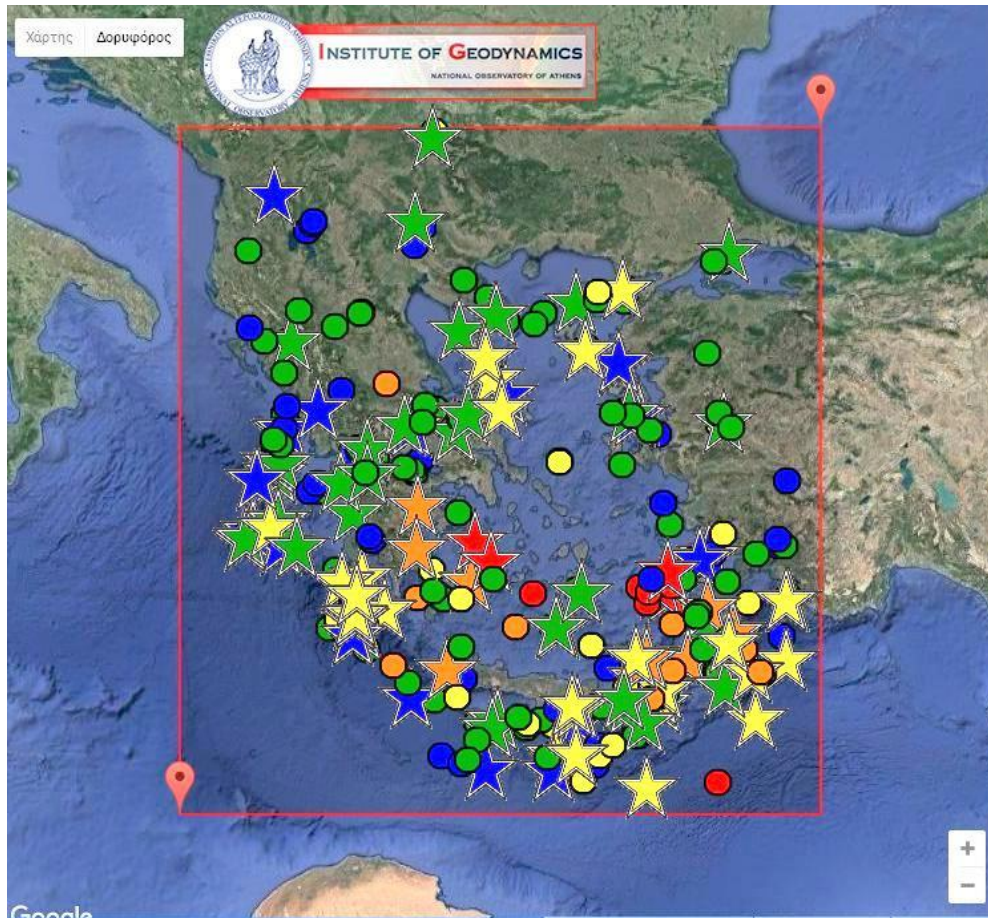 Χάρτης
Δορυφόρος
INSTITUTE OF GEODYNAMICS
NATIONAL OBSERVATORY OF ATHENS
+
−
Google